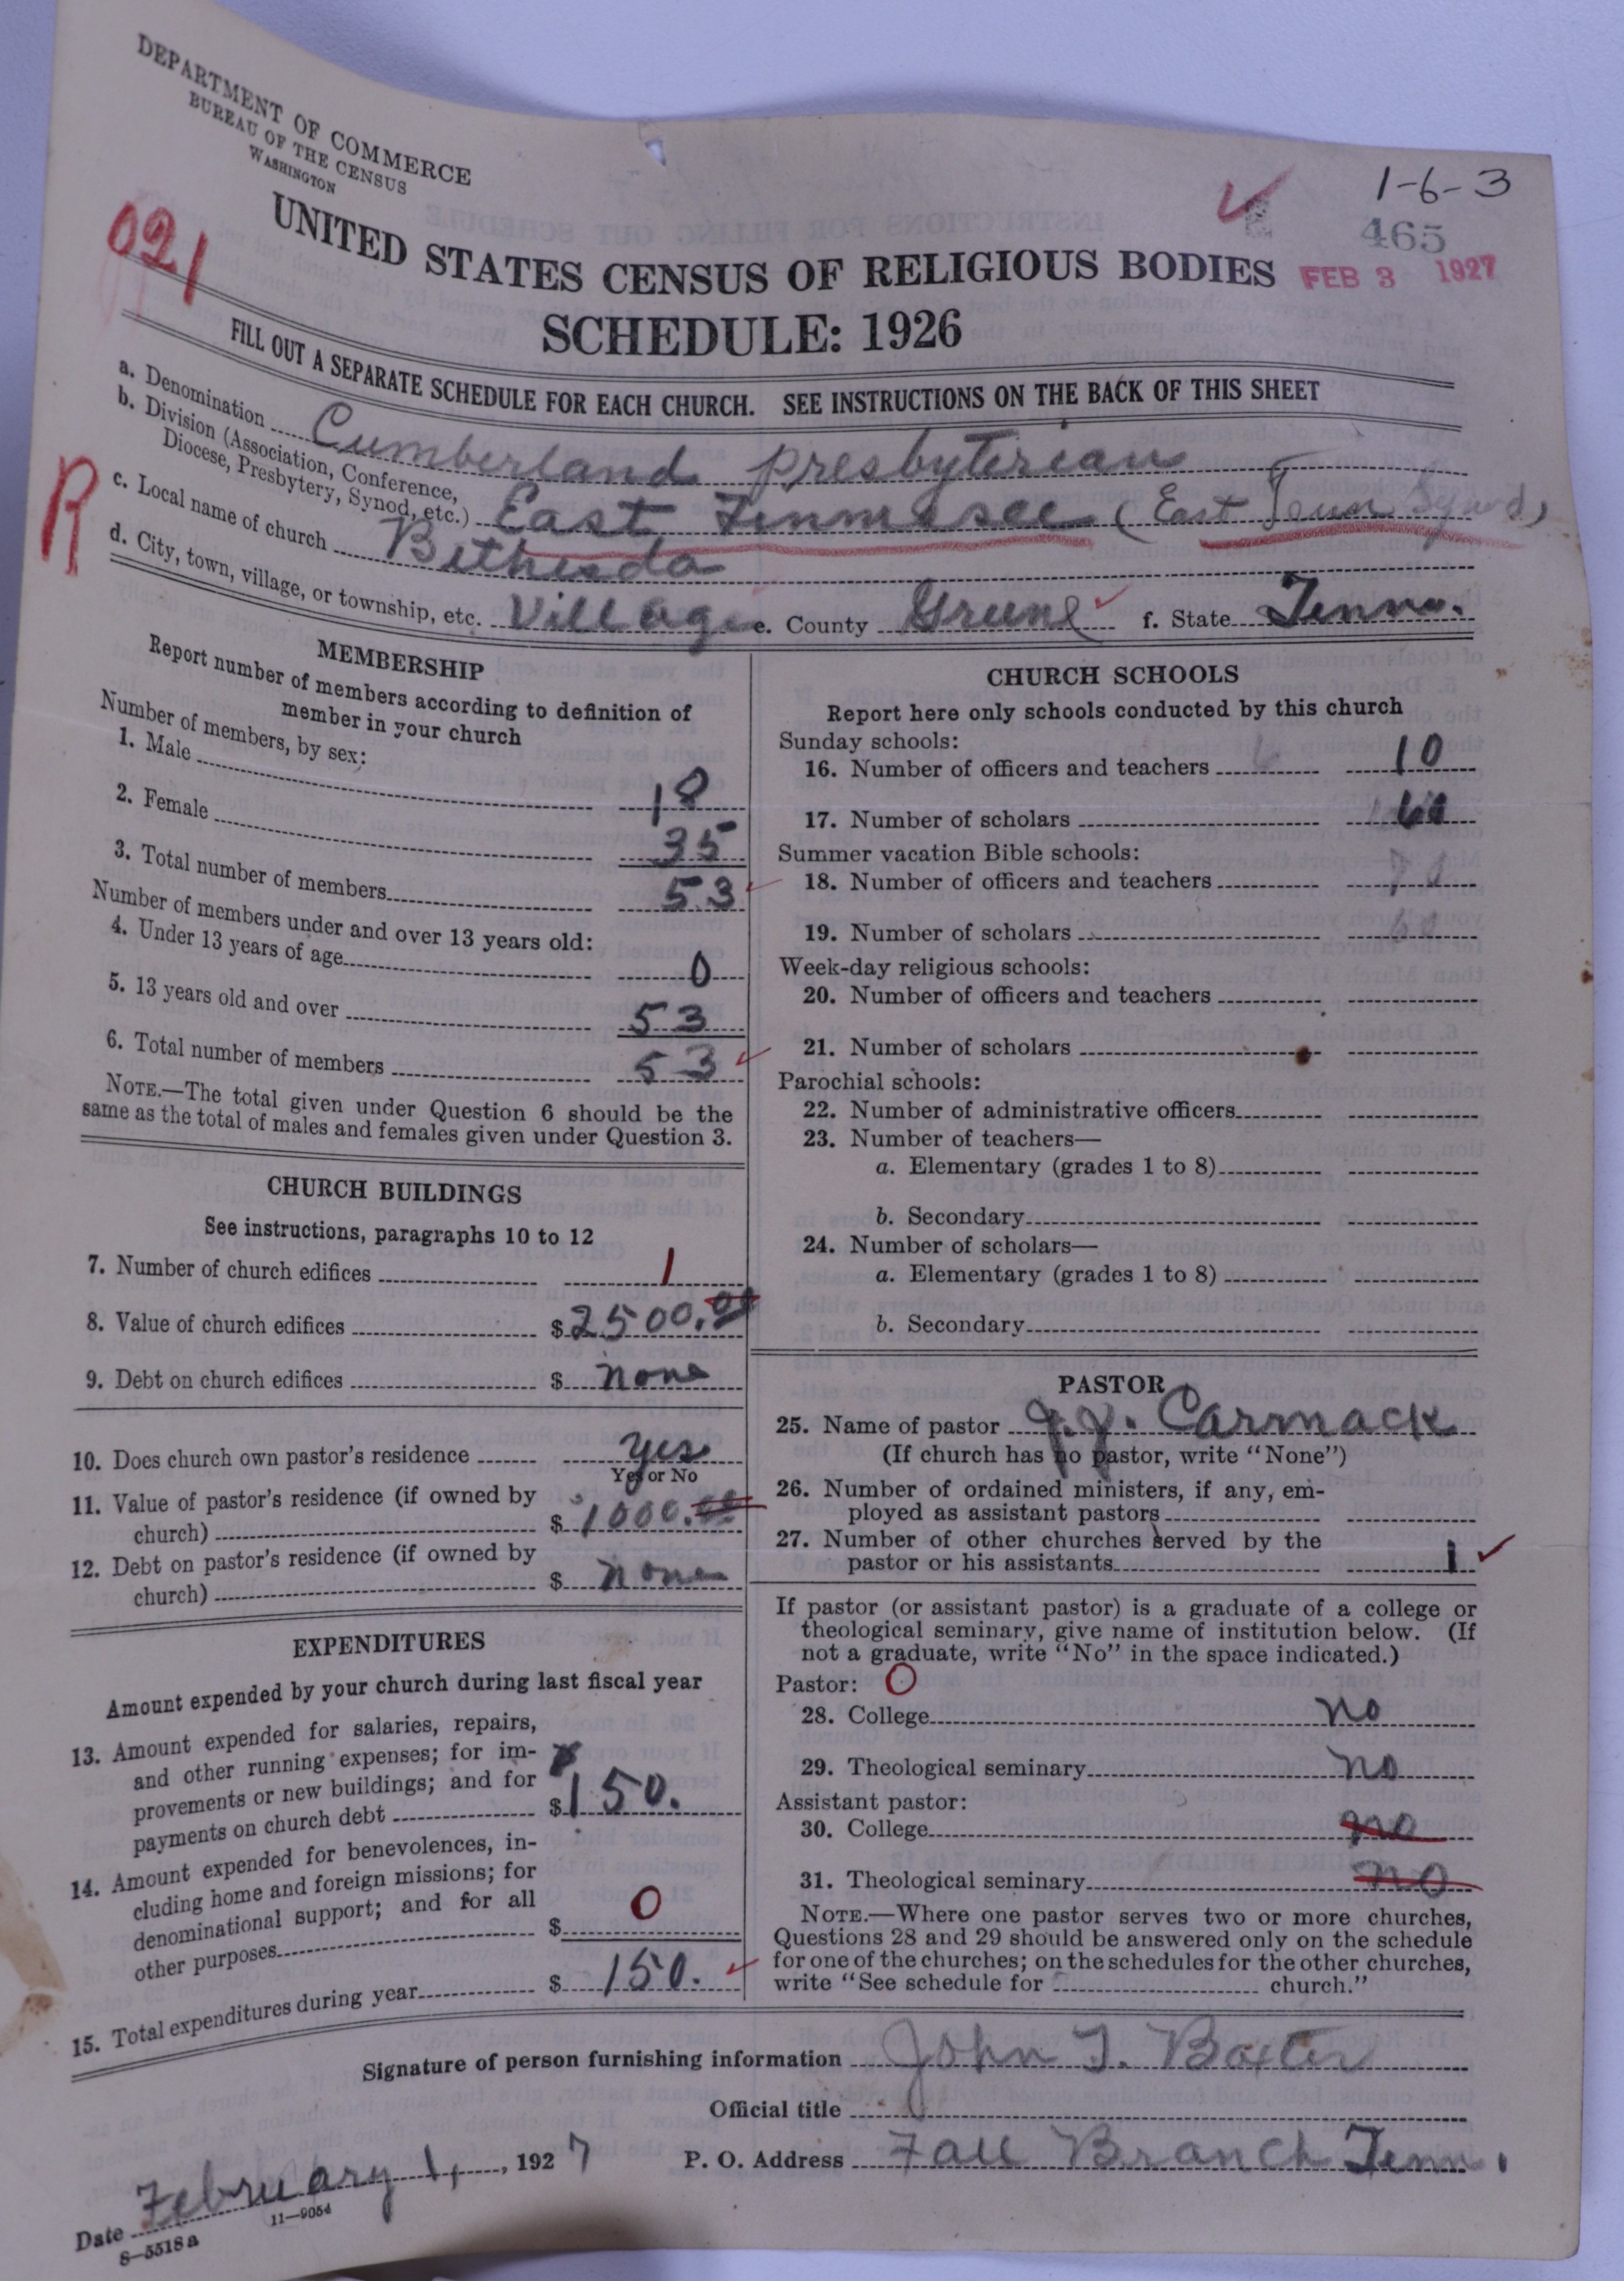 DEPARTMENT OF COMMERCE
BUREAU OF THE CENSUS
WASHINGTON
1-6-3
465
021
UNITED STATES CENSUS OF RELIGIOUS BODIES
FEB 3 1927
SCHEDULE: 1926
FILL OUT A SEPARATE SCHEDULE FOR EACH CHURCH. SEE INSTRUCTIONS ON THE BACK OF THIS SHEET
a. Denomination Cumberland Presbyterian
b. Division (Association, Conference,
Diocese, Presbytery, Synod, etc.) East Tennessee (East Tenn Synod)
R
c. Local name of church Bethesda
d. City, town, village, or township, etc. Village e. County Greene f. State Tenn.
MEMBERSHIP
Report number of members according to definition of
member in your church
Number of members, by sex:
1. Male 18
2. Female 35
3. Total number of members 53
Number of members under and over 13 years old:
4. Under 13 years of age 0
5. 13 years old and over 53
6. Total number of members 53
NOTE.—The total given under Question 6 should be the
same as the total of males and females given under Question 3.
CHURCH BUILDINGS
See instructions, paragraphs 10 to 12
7. Number of church edifices 1
8. Value of church edifices $2500.00
9. Debt on church edifices $ none
10. Does church own pastor's residence yes
Yes or No
11. Value of pastor's residence (if owned by
church) $1000.00
12. Debt on pastor's residence (if owned by
church) $ none
EXPENDITURES
Amount expended by your church during last fiscal year
13. Amount expended for salaries, repairs,
and other running expenses; for im-
provements or new buildings; and for
payments on church debt $150.
14. Amount expended for benevolences, in-
cluding home and foreign missions; for
denominational support; and for all
other purposes $ 0
15. Total expenditures during year $ 150.
CHURCH SCHOOLS
Report here only schools conducted by this church
Sunday schools:
16. Number of officers and teachers 10
17. Number of scholars 60
Summer vacation Bible schools:
18. Number of officers and teachers
19. Number of scholars 60
Week-day religious schools:
20. Number of officers and teachers
21. Number of scholars
Parochial schools:
22. Number of administrative officers
23. Number of teachers—
a. Elementary (grades 1 to 8)
b. Secondary
24. Number of scholars—
a. Elementary (grades 1 to 8)
b. Secondary
PASTOR
25. Name of pastor J. J. Carmack
(If church has no pastor, write "None")
26. Number of ordained ministers, if any, em-
ployed as assistant pastors
27. Number of other churches served by the
pastor or his assistants 1
If pastor (or assistant pastor) is a graduate of a college or
theological seminary, give name of institution below. (If
not a graduate, write "No" in the space indicated.)
Pastor: 0
28. College no
29. Theological seminary no
Assistant pastor:
30. College no
31. Theological seminary no
NOTE.—Where one pastor serves two or more churches,
Questions 28 and 29 should be answered only on the schedule
for one of the churches; on the schedules for the other churches,
write "See schedule for church."
Signature of person furnishing information John T. Baxter
Official title
Date February 1, 1927 P. O. Address Fall Branch Tenn.
8—5518a 11—9054